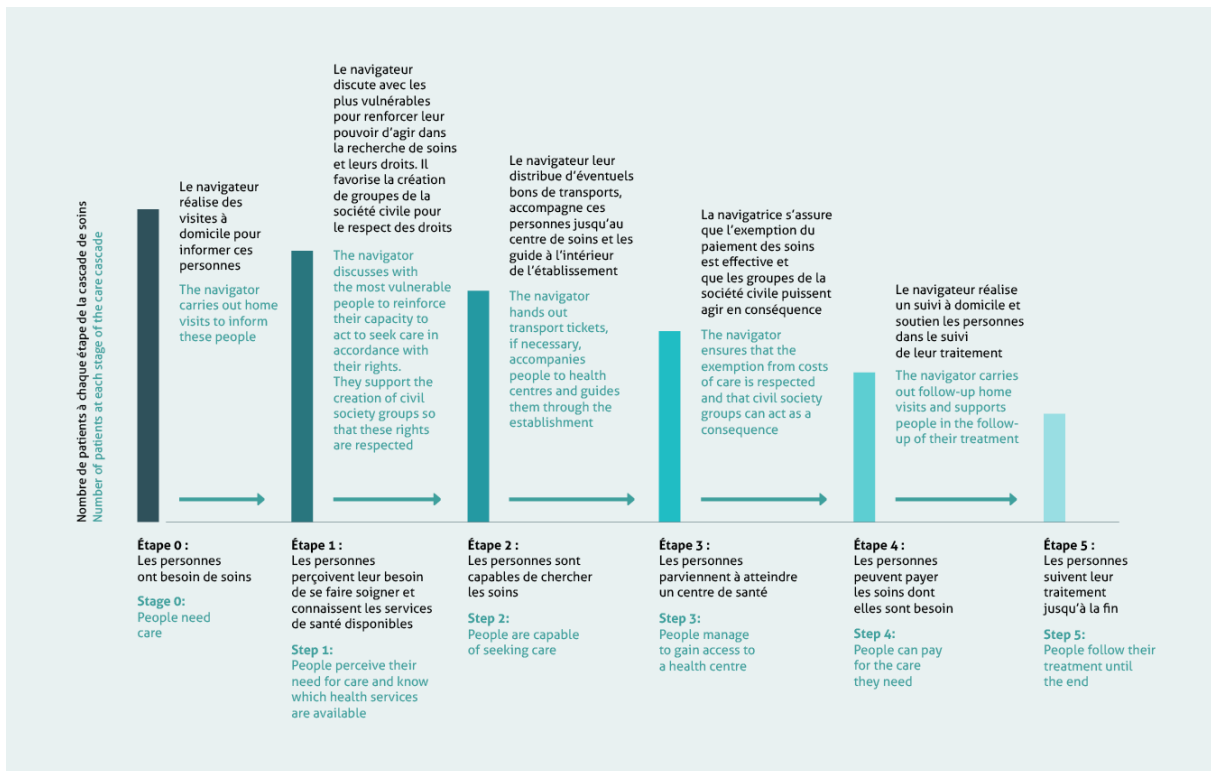 Nombre de patients à chaque étape de la cascade de soins
Number of patients at each stage of the care cascade
Le navigateur
réalise des
visites à
domicile pour
informer ces
personnes
The navigator
carries out home
visits to inform
these people
Le navigateur
discute avec les
plus vulnérables
pour renforcer leur
pouvoir d’agir dans
la recherche de soins
et leurs droits. Il
favorise la création
de groupes de la
société civile pour
le respect des droits
The navigator
discusses with
the most vulnerable
people to reinforce
their capacity to
act to seek care in
accordance with
their rights.
They support the
creation of civil
society groups so
that these rights
are respected
Le navigateur leur
distribue d’éventuels
bons de transports,
accompagne ces
personnes jusqu’au
centre de soins et les
guide à l’intérieur
de l’établissement
The navigator
hands out
transport tickets,
if necessary,
accompanies
people to health
centres and guides
them through the
establishment
La navigatrice s’assure
que l’exemption du
paiement des soins
est effective et
que les groupes de la
société civile puissent
agir en conséquence
The navigator
ensures that the
exemption from costs
of care is respected
and that civil society
groups can act as a
consequence
Le navigateur réalise
un suivi à domicile et
soutien les personnes
dans le suivi
de leur traitement
The navigator carries
out follow-up home
visits and supports
people in the follow-
up of their treatment
Étape 0 :
Les personnes
ont besoin de soins
Stage 0:
People need
care
Étape 1 :
Les personnes
perçoivent leur besoin
de se faire soigner et
connaissent les services
de santé disponibles
Step 1:
People perceive their
need for care and know
which health services
are available
Étape 2 :
Les personnes sont
capables de chercher
les soins
Step 2:
People are capable
of seeking care
Étape 3 :
Les personnes
parviennent à atteindre
un centre de santé
Step 3:
People manage
to gain access to
a health centre
Étape 4 :
Les personnes
peuvent payer
les soins dont
elles sont besoin
Step 4:
People can pay
for the care
they need
Étape 5 :
Les personnes
suivent leur
traitement
jusqu’à la fin
Step 5:
People follow their
treatment until
the end